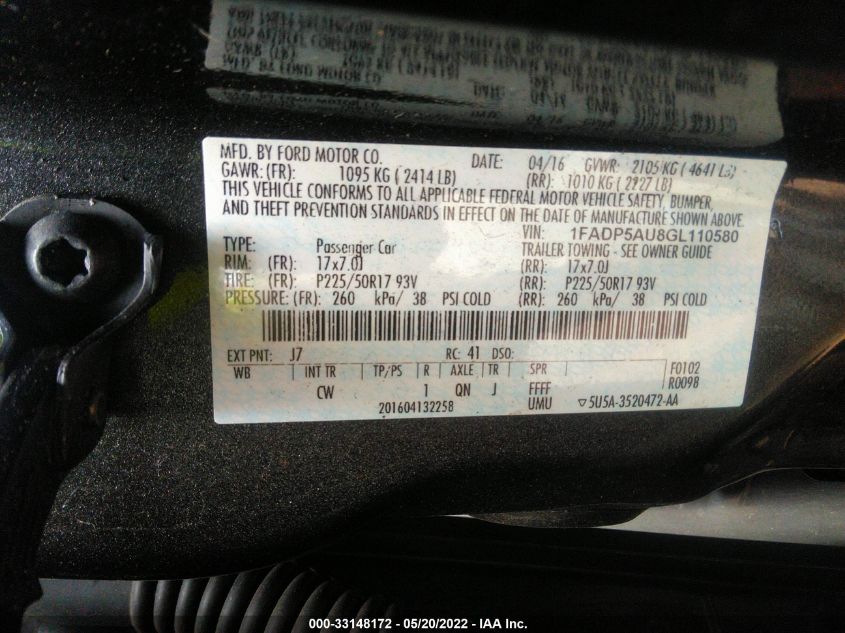 MFD. BY FORD MOTOR CO. DATE: 04/16 GVWR: 2105 KG ( 4641 LB)
GAWR: (FR): 1095 KG ( 2414 LB) (RR): 1010 KG ( 2227 LB)
THIS VEHICLE CONFORMS TO ALL APPLICABLE FEDERAL MOTOR VEHICLE SAFETY, BUMPER,
AND THEFT PREVENTION STANDARDS IN EFFECT ON THE DATE OF MANUFACTURE SHOWN ABOVE.
VIN: 1FADP5AU8GL110580
TYPE: Passenger Car TRAILER TOWING - SEE OWNER GUIDE
RIM: (FR): 17x7.0J (RR): 17x7.0J
TIRE: (FR): P225/50R17 93V (RR): P225/50R17 93V
PRESSURE: (FR): 260 kPa/ 38 PSI COLD (RR): 260 kPa/ 38 PSI COLD
EXT PNT: J7 RC: 41 DSO:
WB INT TR TP/PS R AXLE TR SPR F0102
CW 1 QN J FFFF R0098
201604132258 UMU ▽5U5A-3520472-AA
000-33148172 - 05/20/2022 - IAA Inc.